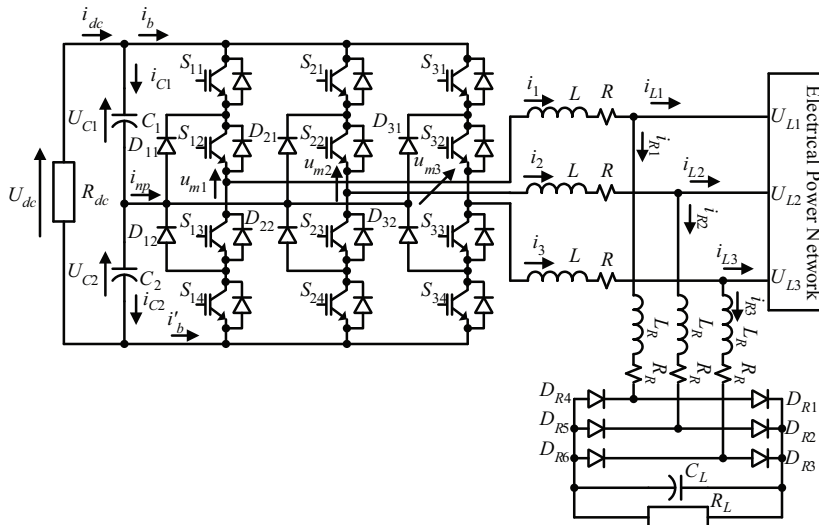 i_dc i_b
S_11 S_21 S_31
i_C1 i_1 L R i_L1
U_C1 C_1 U_L1
D_11 S_12 D_21 S_22 D_31 S_32 i_R1
i_2 L R i_L2
U_dc R_dc i_np u_m1 u_m2 u_m3 U_L2
D_12 S_13 D_22 S_23 D_32 S_33 i_R2
i_3 L R i_L3
U_C2 C_2 U_L3
i_C2 S_14 S_24 S_34 i_R3
i'_b L_R L_R L_R
Electrical Power Network
R_R R_R R_R
D_R4 D_R1
D_R5 D_R2
D_R6 D_R3
C_L
R_L